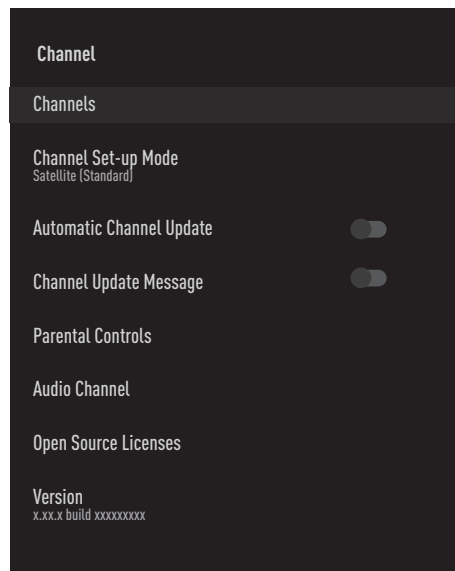 Channel
Channels
Channel Set-up Mode
Satellite (Standard)
Automatic Channel Update
Channel Update Message
Parental Controls
Audio Channel
Open Source Licenses
Version
x.xx.x build xxxxxxxxx